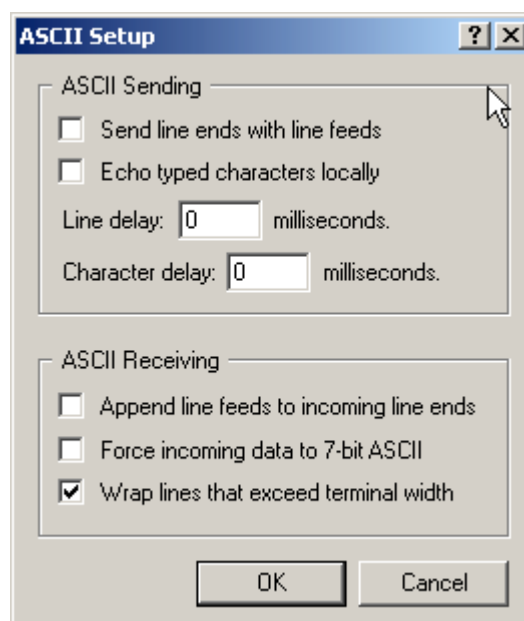 ASCII Setup
ASCII Sending
Send line ends with line feeds
Echo typed characters locally
Line delay: 0 milliseconds.
Character delay: 0 milliseconds.
ASCII Receiving
Append line feeds to incoming line ends
Force incoming data to 7-bit ASCII
Wrap lines that exceed terminal width
OK Cancel